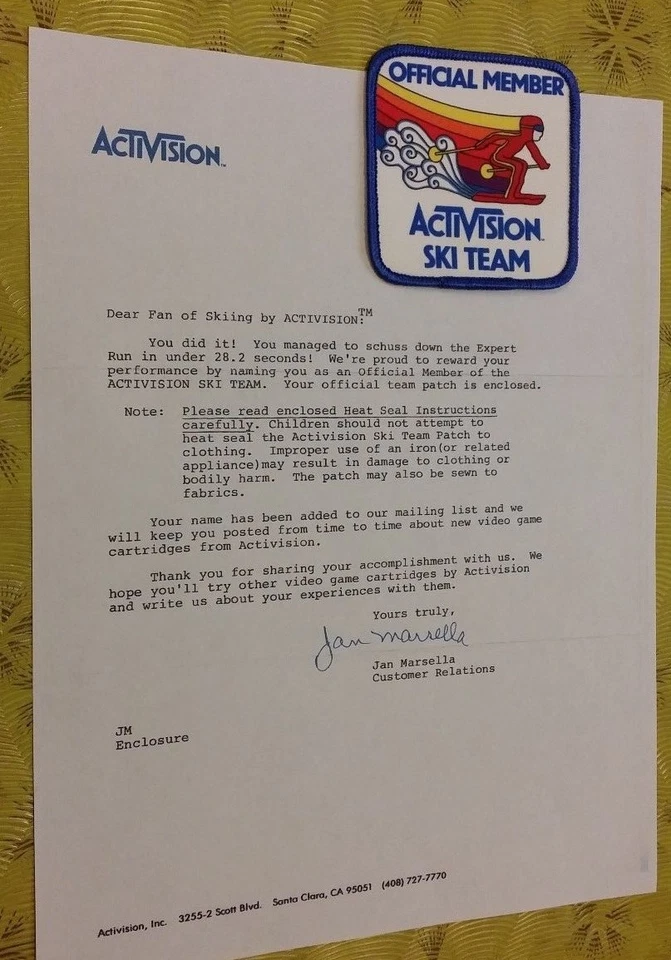 OFFICIAL MEMBER
ACTIVISION™
SKI TEAM
ACTIVISION™
Dear Fan of Skiing by ACTIVISION:TM
You did it! You managed to schuss down the Expert
Run in under 28.2 seconds! We're proud to reward your
performance by naming you as an Official Member of the
ACTIVISION SKI TEAM. Your official team patch is enclosed.
Note: Please read enclosed Heat Seal Instructions
carefully. Children should not attempt to
heat seal the Activision Ski Team Patch to
clothing. Improper use of an iron(or related
appliance)may result in damage to clothing or
bodily harm. The patch may also be sewn to
fabrics.
Your name has been added to our mailing list and we
will keep you posted from time to time about new video game
cartridges from Activision.
Thank you for sharing your accomplishment with us. We
hope you'll try other video game cartridges by Activision
and write us about your experiences with them.
Yours truly,
Jan Marsella
Jan Marsella
Customer Relations
JM
Enclosure
Activision, Inc. 3255-2 Scott Blvd. Santa Clara, CA 95051 (408) 727-7770